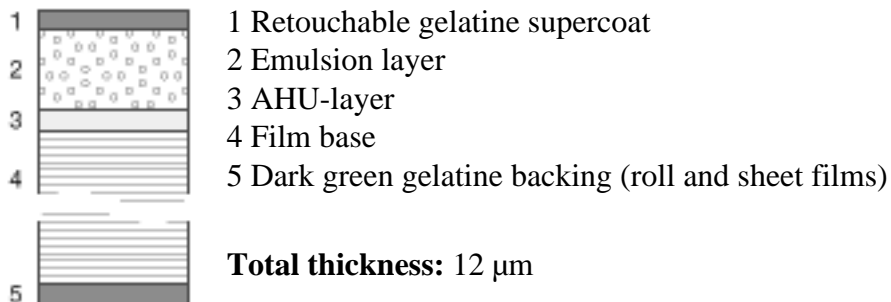 1 Retouchable gelatine supercoat
2 Emulsion layer
3 AHU-layer
4 Film base
5 Dark green gelatine backing (roll and sheet films)
Total thickness: 12 μm
1
2
3
4
5